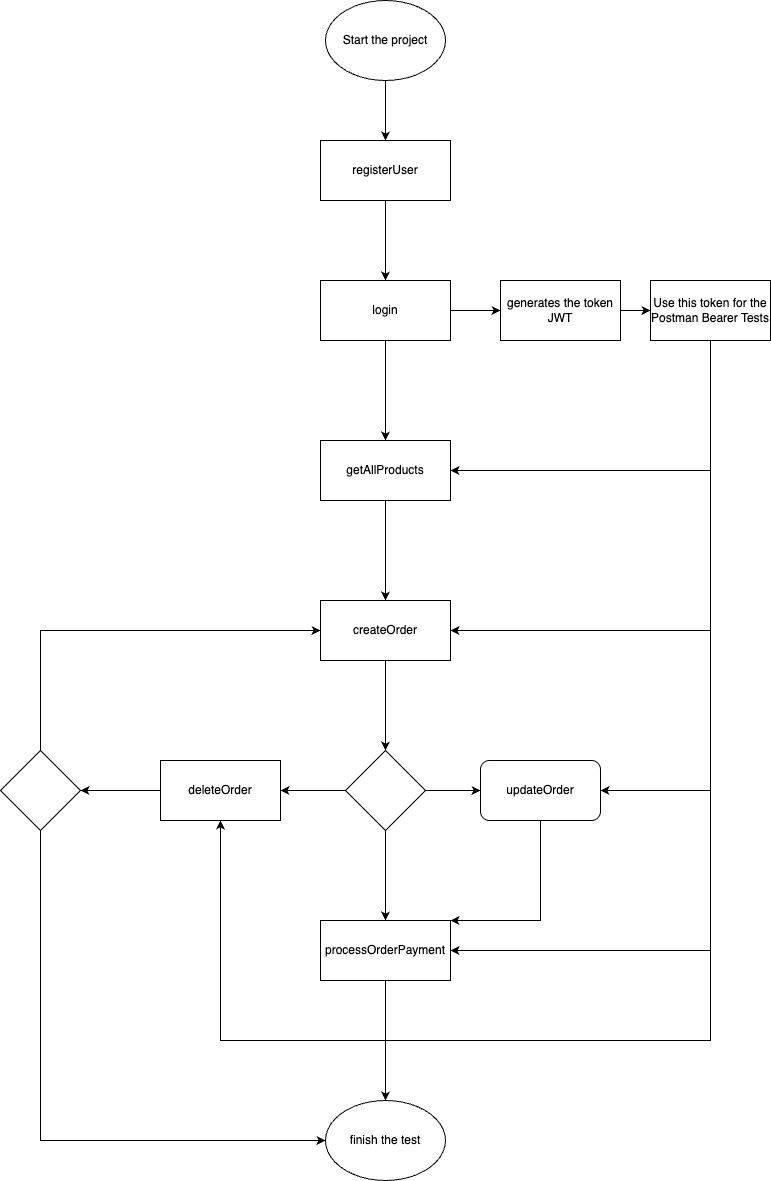 Start the project
registerUser
login
generates the token
JWT
Use this token for the
Postman Bearer Tests
getAllProducts
createOrder
deleteOrder
updateOrder
processOrderPayment
finish the test